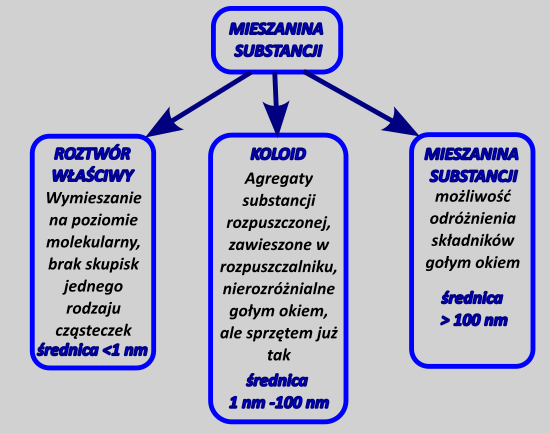 MIESZANINA
SUBSTANCJI
ROZTWÓR
WŁAŚCIWY
Wymieszanie
na poziomie
molekularny,
brak skupisk
jednego
rodzaju
cząsteczek
średnica <1 nm
KOLOID
Agregaty
substancji
rozpuszczonej,
zawieszone w
rozpuszczalniku,
nierozróżnialne
gołym okiem,
ale sprzętem już
tak
średnica
1 nm -100 nm
MIESZANINA
SUBSTANCJI
możliwość
odróżnienia
składników
gołym okiem
średnica
> 100 nm